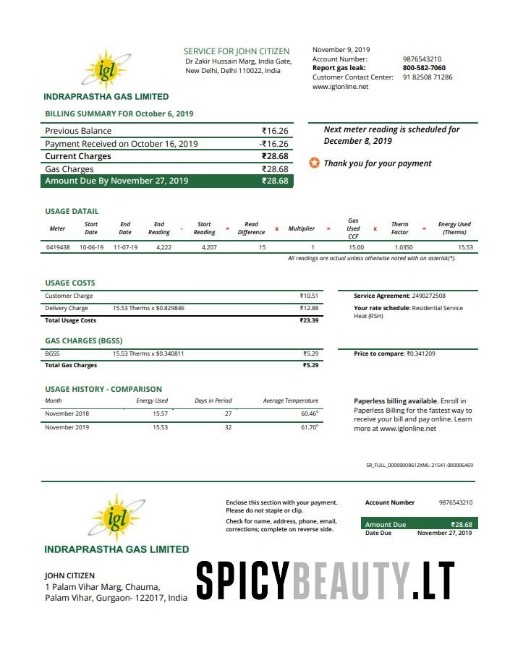 igl
INDRAPRASTHA GAS LIMITED
SERVICE FOR JOHN CITIZEN
Dr Zakir Hussain Marg, India Gate,
New Delhi, Delhi 110022, India
November 9, 2019
Account Number: 9876543210
Report gas leak: 800-582-7060
Customer Contact Center: 91 82508 71286
www.iglonline.net
BILLING SUMMARY FOR October 6, 2019
Previous Balance ₹16.26
Payment Received on October 16, 2019 -₹16.26
Current Charges ₹28.68
Gas Charges ₹28.68
Amount Due By November 27, 2019 ₹28.68
Next meter reading is scheduled for
December 8, 2019
Thank you for your payment
USAGE DATAIL
Meter Start Date End Date End Reading - Start Reading = Read Difference x Multiplier = Gas Used CCF x Therm Factor = Energy Used (Therms)
0419438 10-06-19 11-07-19 4,222 4,207 15 1 15.00 1.0350 15.53
All readings are actual unless otherwise noted with an asterisk(*).
USAGE COSTS
Customer Charge ₹10.51
Delivery Charge 15.53 Therms x $0.829846 ₹12.88
Total Usage Costs ₹23.39
Service Agreement: 2490272508
Your rate schedule: Residential Service
Heat (RSH)
GAS CHARGES (BGSS)
BGSS 15.53 Therms x $0.340811 ₹5.29
Total Gas Charges ₹5.29
Price to compare: ₹0.341209
USAGE HISTORY - COMPARISON
Month Energy Used Days in Period Average Temperature
November 2018 15.57 27 60.46°
November 2019 15.53 32 61.70°
Paperless billing available. Enroll in
Paperless Billing for the fastest way to
receive your bill and pay online. Learn
more at www.iglonline.net
igl
INDRAPRASTHA GAS LIMITED
Enclose this section with your payment.
Please do not staple or clip.
Check for name, address, phone, email,
corrections; complete on reverse side.
Account Number 9876543210
Amount Due ₹28.68
Date Due November 27, 2019
JOHN CITIZEN
1 Palam Vihar Marg, Chauma,
Palam Vihar, Gurgaon- 122017, India
SPICYBEAUTY.LT